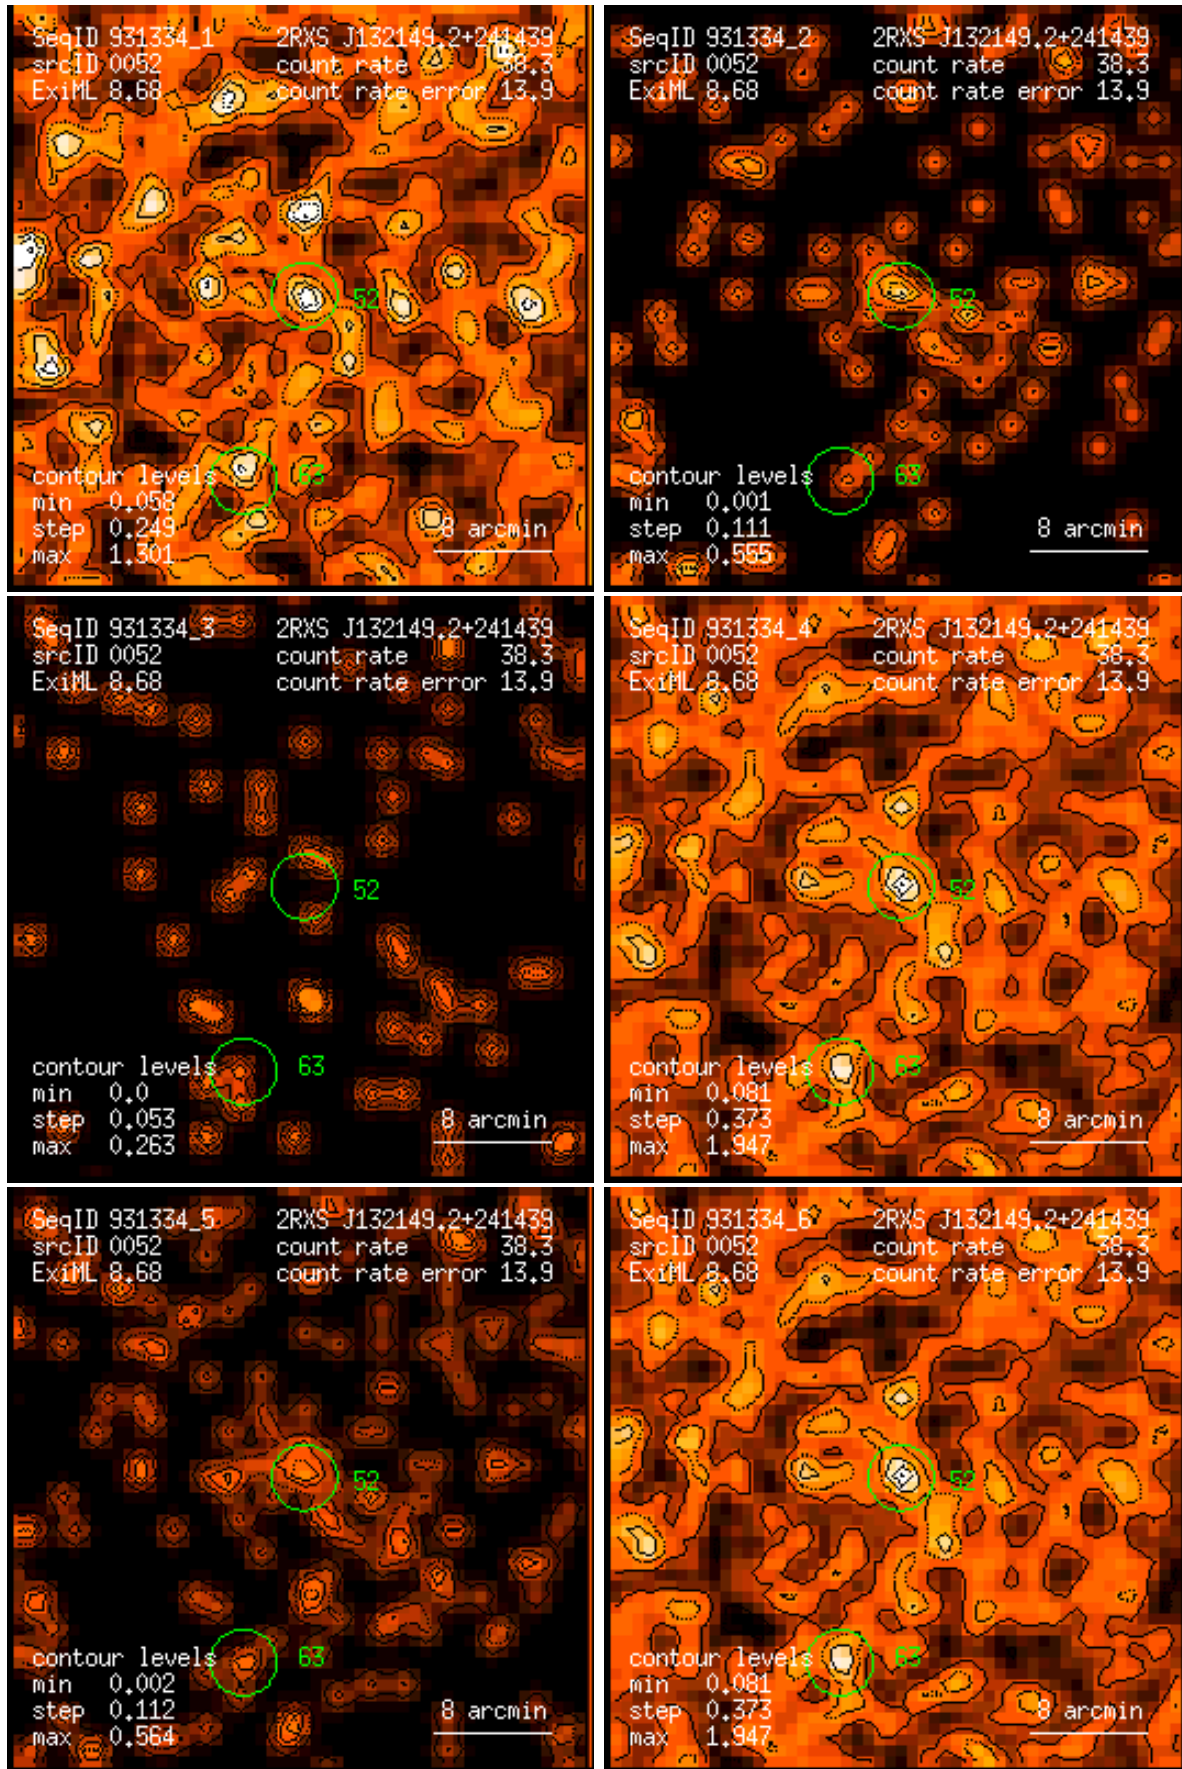 SeqID 931334_1 2RXS J132149.2+241439
srcID 0052 count rate 38.3
ExiML 8.68 count rate error 13.9
52
63
contour levels
min 0.058
step 0.249
max 1.301
8 arcmin
SeqID 931334_2 2RXS J132149.2+241439
srcID 0052 count rate 38.3
ExiML 8.68 count rate error 13.9
52
63
contour levels
min 0.001
step 0.111
max 0.555
8 arcmin
SeqID 931334_3 2RXS J132149.2+241439
srcID 0052 count rate 38.3
ExiML 8.68 count rate error 13.9
52
63
contour levels
min 0.0
step 0.053
max 0.263
8 arcmin
SeqID 931334_4 2RXS J132149.2+241439
srcID 0052 count rate 38.3
ExiML 8.68 count rate error 13.9
52
63
contour levels
min 0.081
step 0.373
max 1.947
8 arcmin
SeqID 931334_5 2RXS J132149.2+241439
srcID 0052 count rate 38.3
ExiML 8.68 count rate error 13.9
52
63
contour levels
min 0.002
step 0.112
max 0.564
8 arcmin
SeqID 931334_6 2RXS J132149.2+241439
srcID 0052 count rate 38.3
ExiML 8.68 count rate error 13.9
52
63
contour levels
min 0.081
step 0.373
max 1.947
8 arcmin